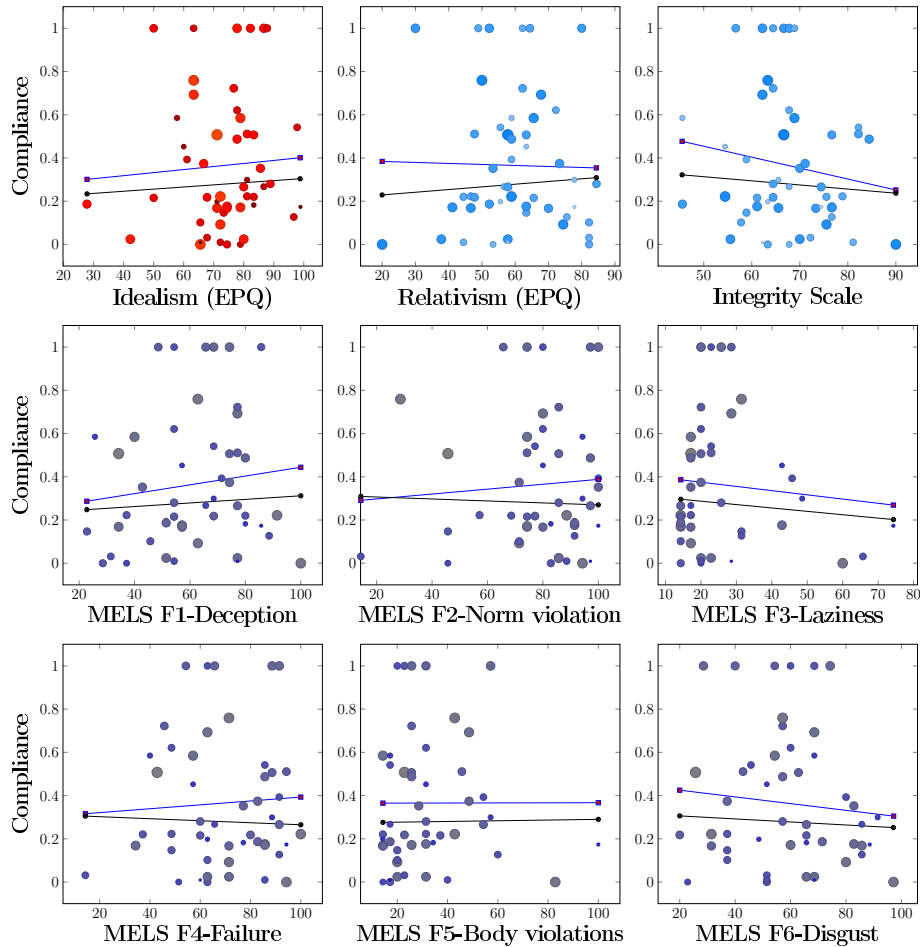 Compliance
1
0.8
0.6
0.4
0.2
0
20 30 40 50 60 70 80 90 100
Idealism (EPQ)
20 30 40 50 60 70 80 90
Relativism (EPQ)
50 60 70 80 90
Integrity Scale
Compliance
1
0.8
0.6
0.4
0.2
0
20 40 60 80 100
MELS F1-Deception
20 40 60 80 100
MELS F2-Norm violation
10 20 30 40 50 60 70 80
MELS F3-Laziness
Compliance
1
0.8
0.6
0.4
0.2
0
20 40 60 80 100
MELS F4-Failure
20 40 60 80 100
MELS F5-Body violations
20 40 60 80 100
MELS F6-Disgust